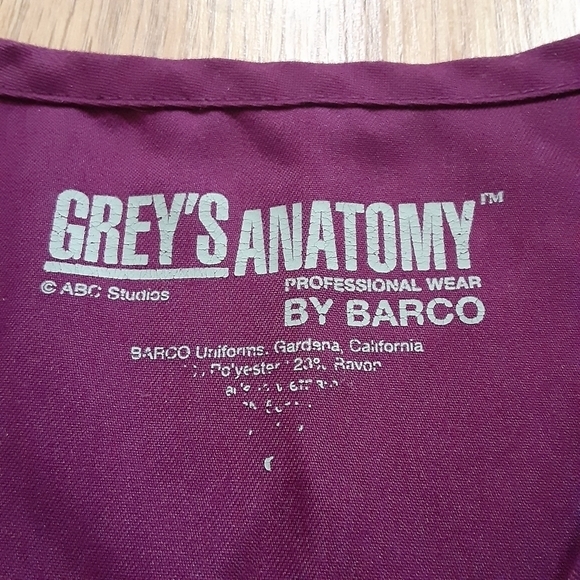 GREY'S ANATOMY™
© ABC Studios
PROFESSIONAL WEAR
BY BARCO
BARCO Uniforms, Gardena, California
Polyester 23% Rayon